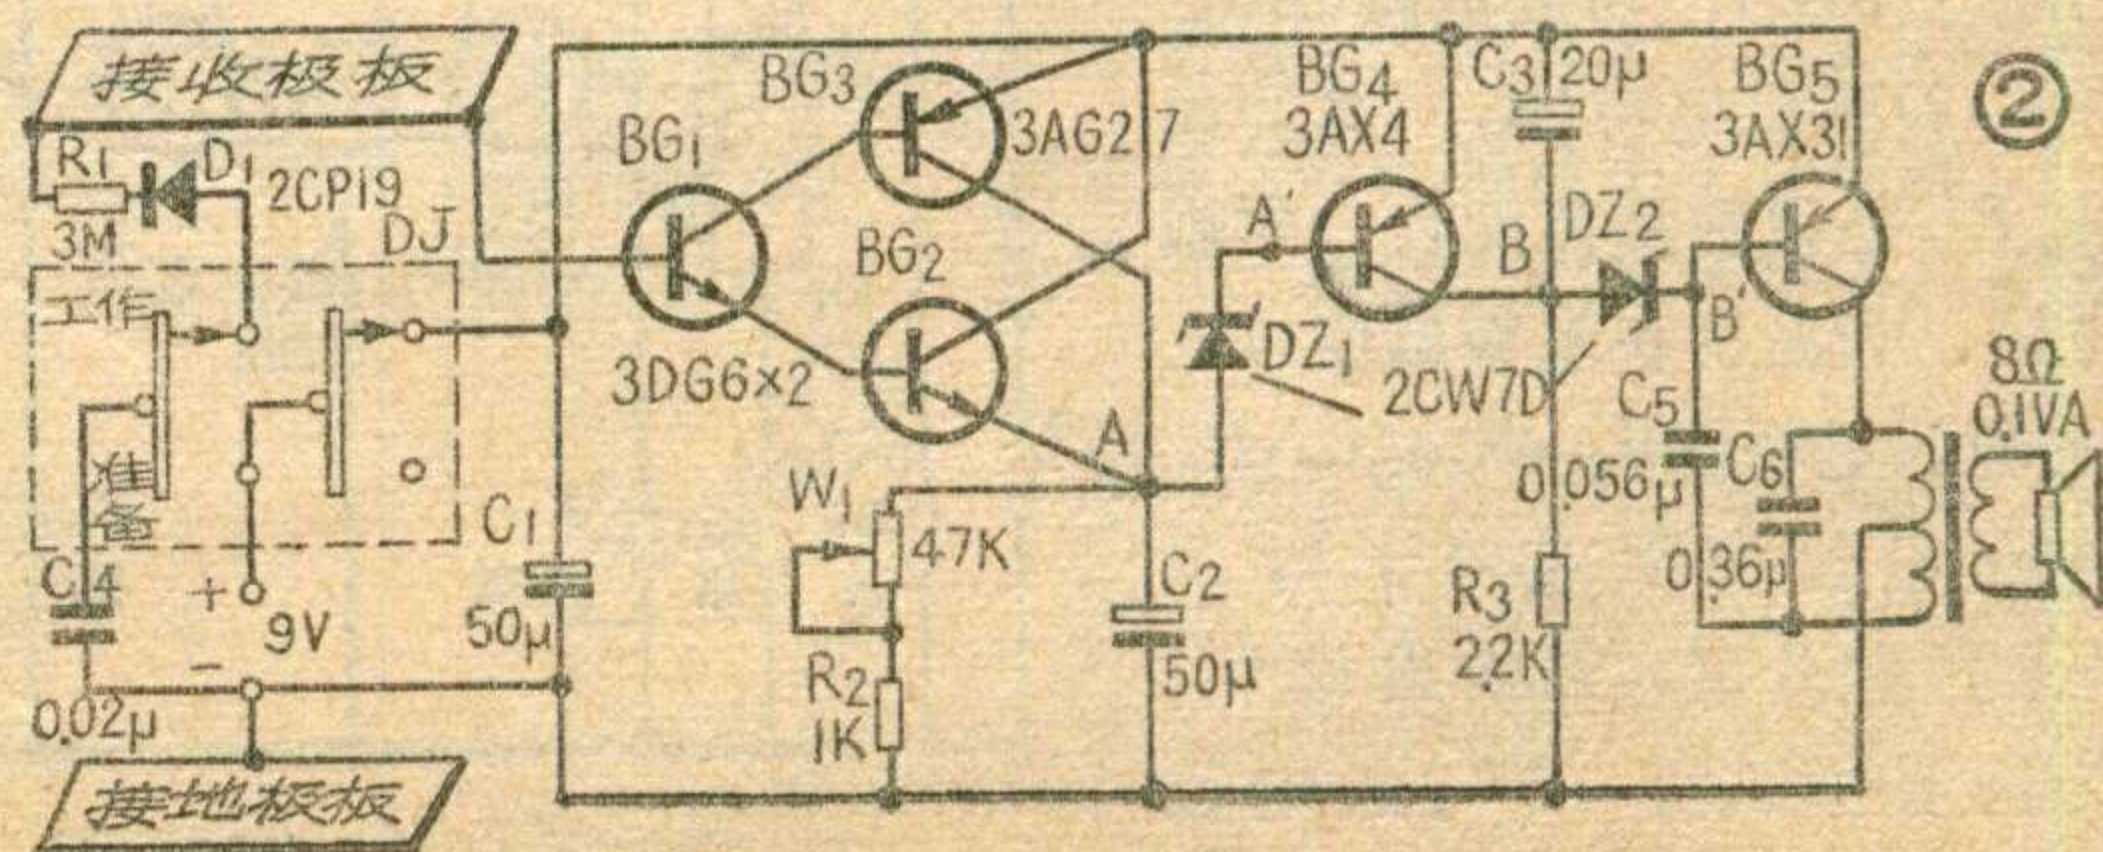 接收极板
R1
D1
2CP19
3M
DJ
工作
准备
C4
0.02μ
+
9V
−
接地极板
C1
50μ
BG1
BG3
3AG27
BG2
3DG6×2
A
W1
47K
R2
1K
C2
50μ
A'
DZ1
BG4
3AX4
C3
20μ
B
DZ2
2CW7D
R3
2.2K
BG5
3AX31
B'
C5
0.056μ
C6
0.36μ
8Ω
0.1VA
②